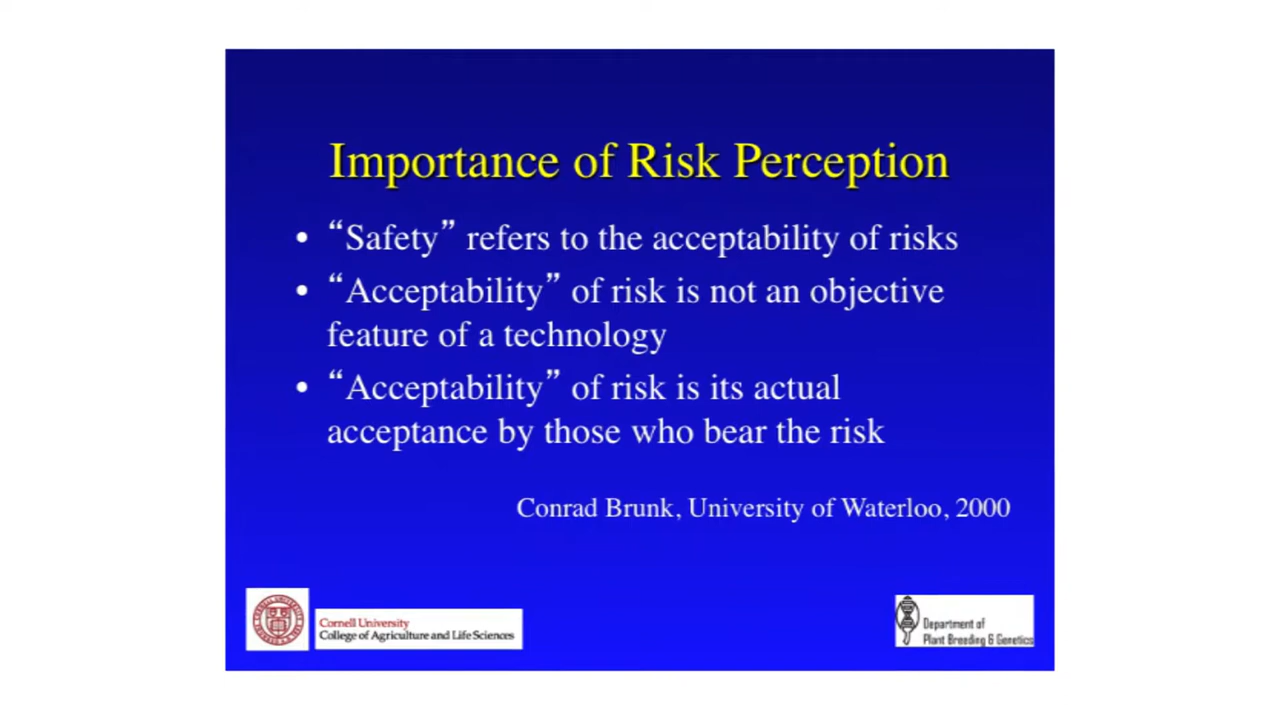 Importance of Risk Perception
• “Safety” refers to the acceptability of risks
• “Acceptability” of risk is not an objective
feature of a technology
• “Acceptability” of risk is its actual
acceptance by those who bear the risk
Conrad Brunk, University of Waterloo, 2000
Cornell University
College of Agriculture and Life Sciences
Department of
Plant Breeding & Genetics